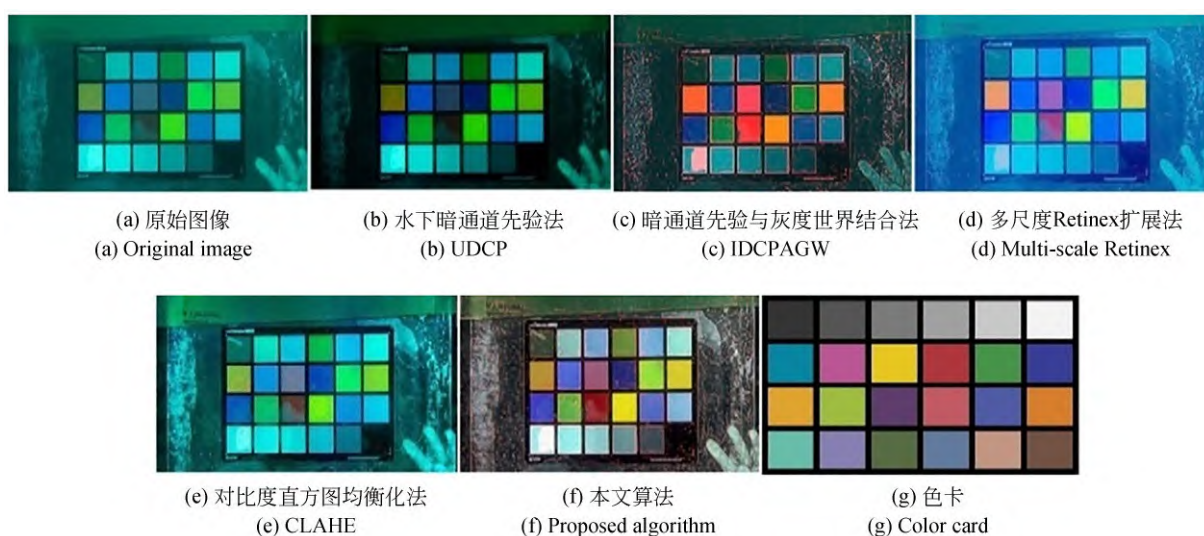 (a) 原始图像
(a) Original image
(b) 水下暗通道先验法
(b) UDCP
(c) 暗通道先验与灰度世界结合法
(c) IDCPAGW
(d) 多尺度Retinex扩展法
(d) Multi-scale Retinex
(e) 对比度直方图均衡化法
(e) CLAHE
(f) 本文算法
(f) Proposed algorithm
(g) 色卡
(g) Color card